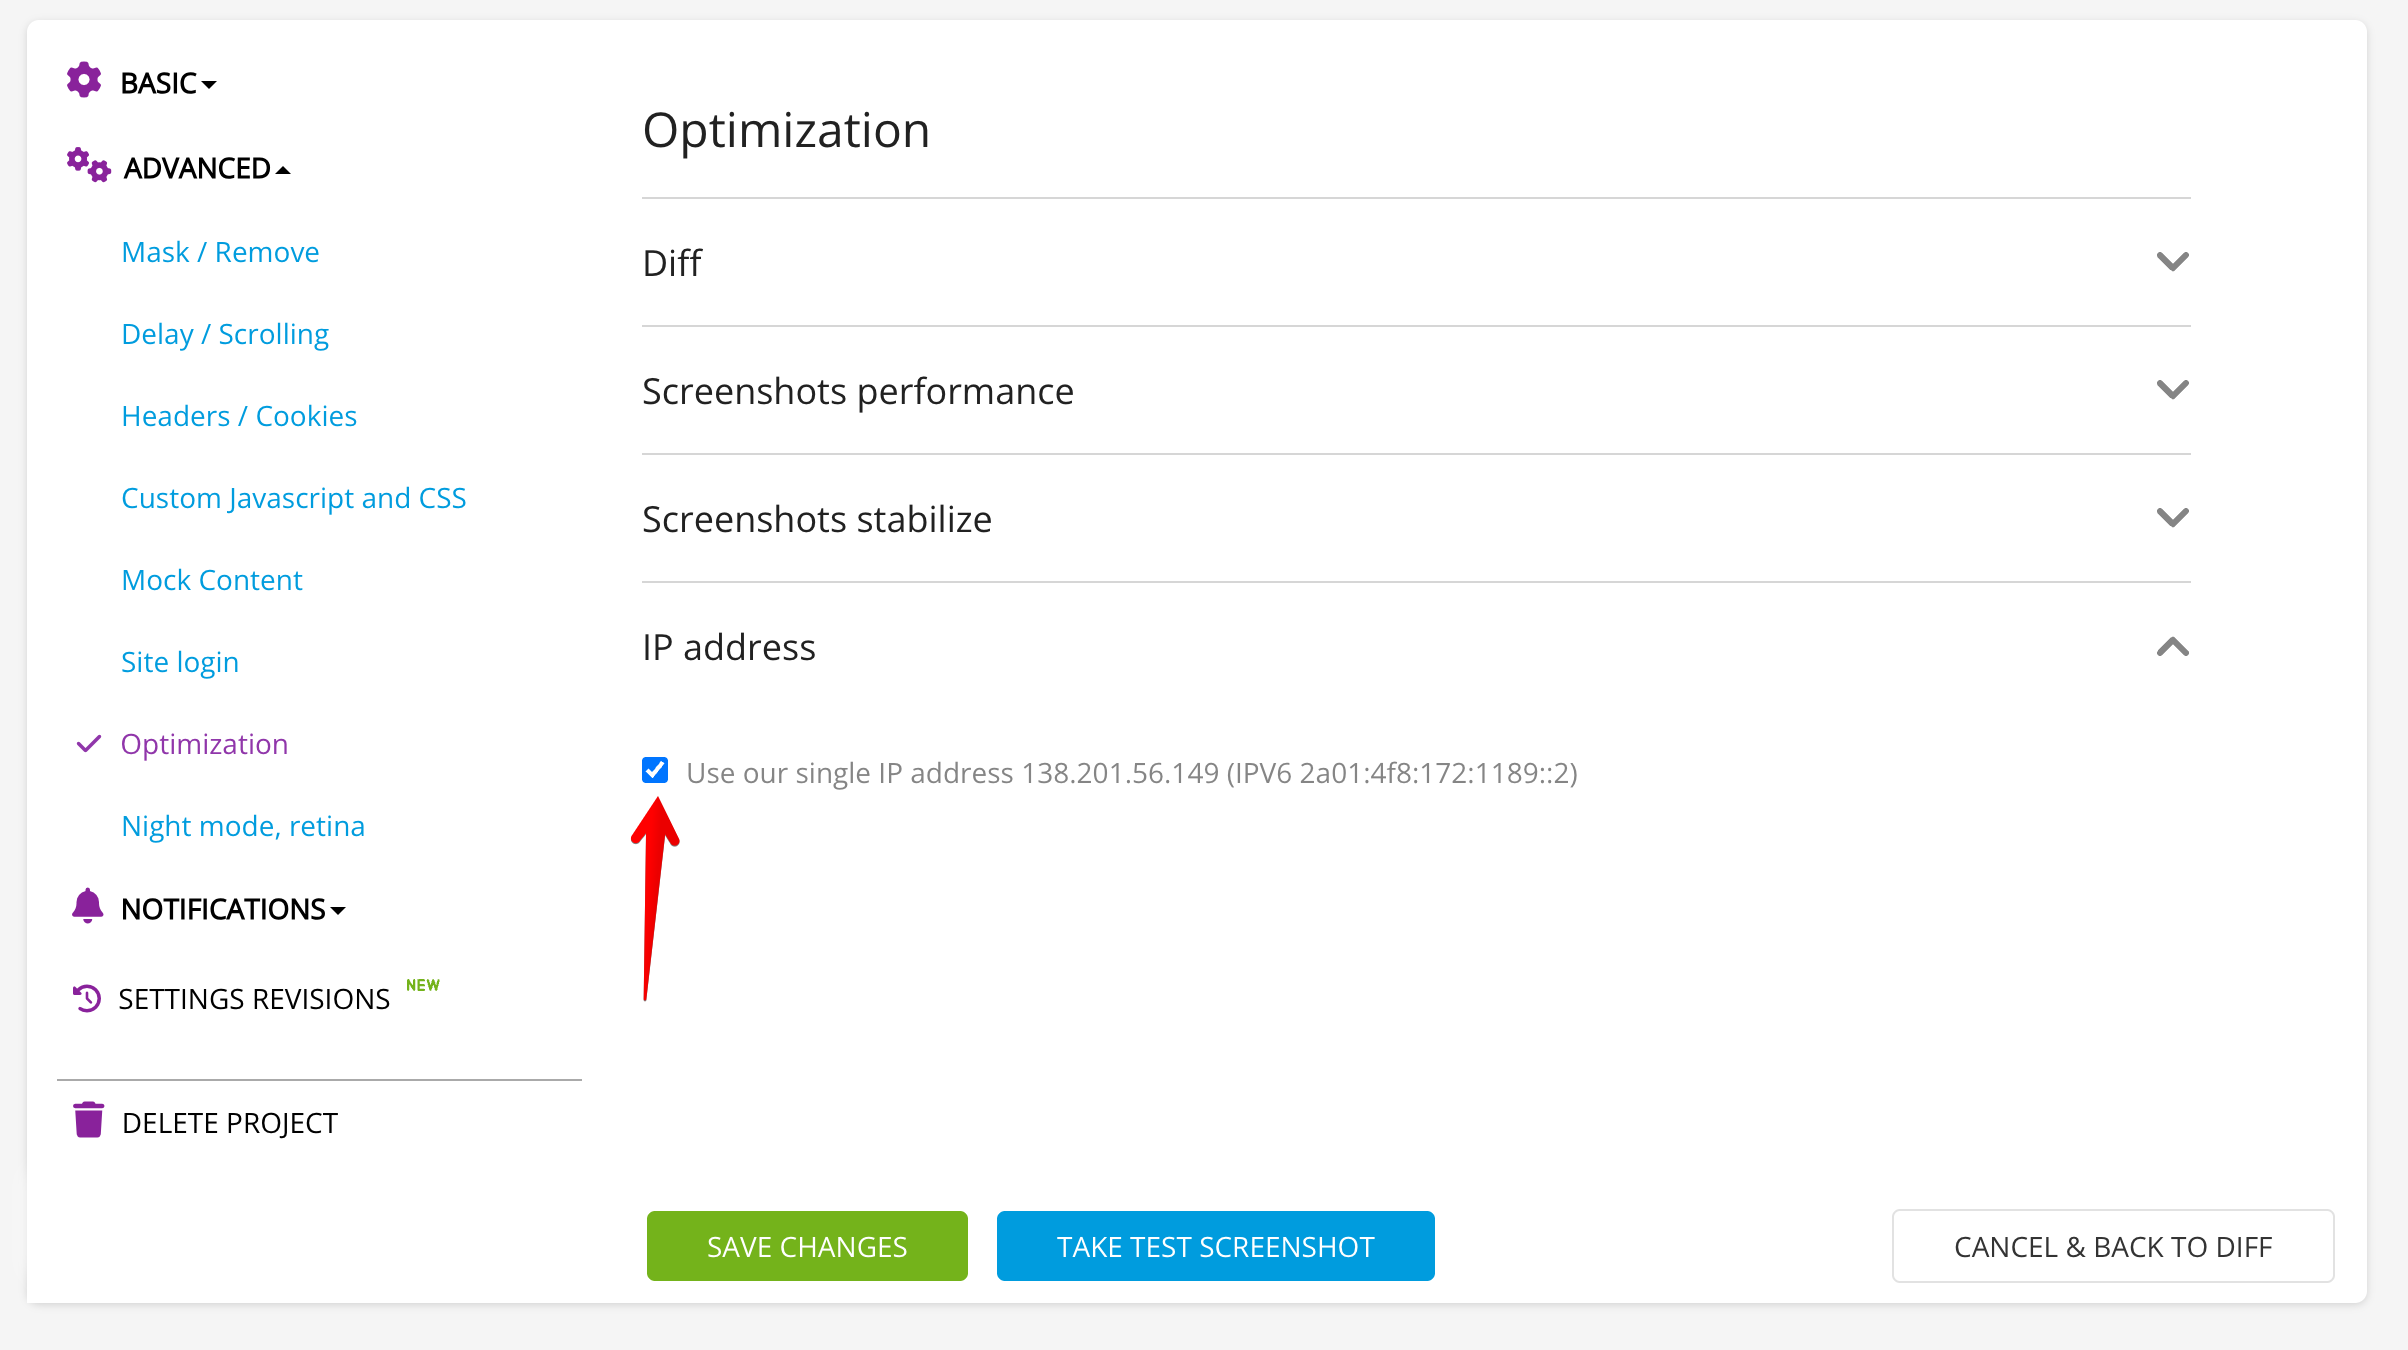 BASIC
ADVANCED
Mask / Remove
Delay / Scrolling
Headers / Cookies
Custom Javascript and CSS
Mock Content
Site login
Optimization
Night mode, retina
NOTIFICATIONS
SETTINGS REVISIONS NEW
DELETE PROJECT
Optimization
Diff
Screenshots performance
Screenshots stabilize
IP address
Use our single IP address 138.201.56.149 (IPV6 2a01:4f8:172:1189::2)
SAVE CHANGES
TAKE TEST SCREENSHOT
CANCEL & BACK TO DIFF